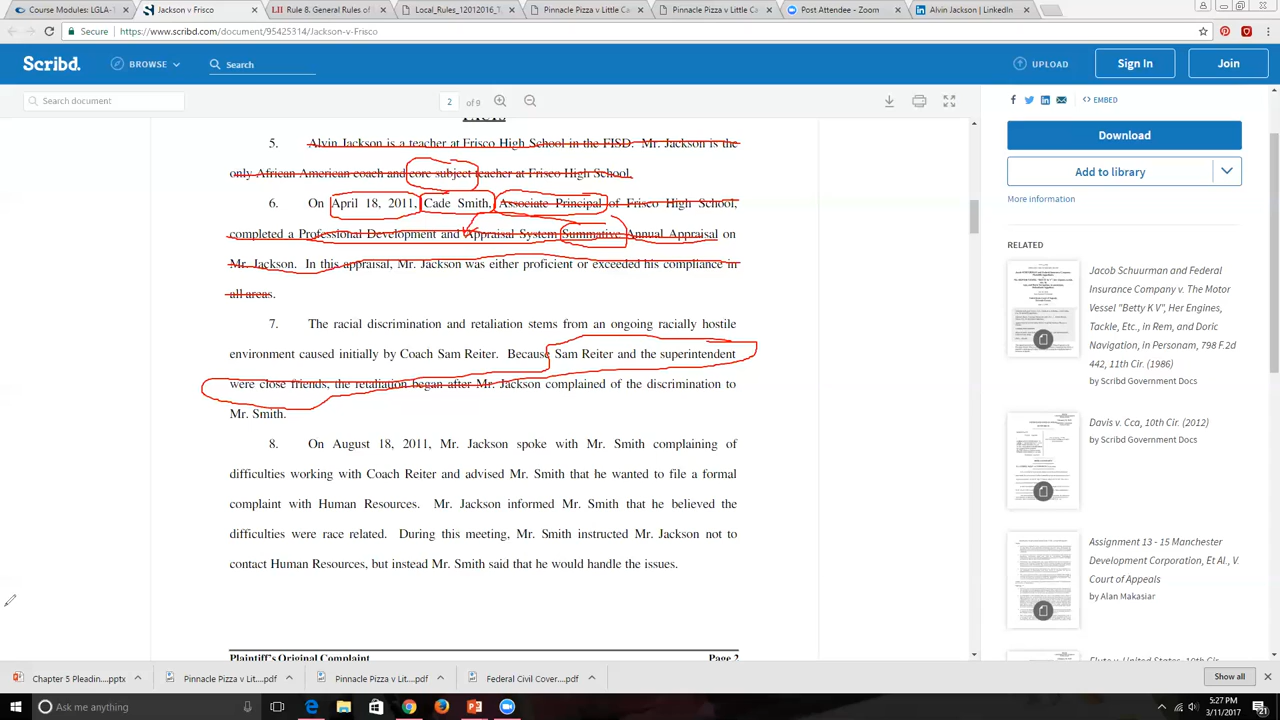 Course Modules: LGLA-
Jackson v Frisco
Rule 8. General Rules of
Local_Rules_12012016_T
Pinnacle Pizza v Little Ca
Pinnacle Pizza v Little Ca
Post Attendee - Zoom
Alvin Jackson | LinkedIn
Secure
https://www.scribd.com/document/95425314/Jackson-v-Frisco
Scribd.
BROWSE
Search
UPLOAD
Sign In
Join
Search document
2 of 9
EMBED
FACTS
5. Alvin Jackson is a teacher at Frisco High School in the FISD. Mr. Jackson is the
only African American coach and core subject teacher at Frisco High School.
6. On April 18, 2011, Cade Smith, Associate Principal of Frisco High School,
completed a Professional Development and Appraisal System Summative Annual Appraisal on
Mr. Jackson. In this appraisal, Mr. Jackson was either proficient or exceeded his compliance in
all areas.
7. The racial discrimination and retaliation stems from an ongoing racially hostile
environment caused by Coach Sam Reiter. Because Sam Reiter and the superintendent
were close friends, the retaliation began after Mr. Jackson complained of the discrimination to
Mr. Smith.
8. On 18, 2011, Mr. Jackson spoke with Mr. Smith complaining of
difficulties working with Coach Reiter and advised Mr. Smith that he wanted to file a formal
complaint with Human Resources. Mr. Jackson informed Mr. Smith that he believed the
difficulties were race related. During this meeting, Mr. Smith instructed Mr. Jackson not to
contact Human Resources, but instead Mr. Smith said that he would handle the issues.
Plaintiff's Original Complaint Page 2
Download
Add to library
More information
RELATED
Jacob Schuurman and Pearl
Insurance Company v. The Motor
Vessel "Betty K V", Her Engines,
Tackle, Etc., in Rem, and Tropic
Navigation, in Personam, 798 F.2d
442, 11th Cir. (1986)
by Scribd Government Docs
Davis v. Cca, 10th Cir. (2012)
by Scribd Government Docs
Assignment 13 - 15 Manchester
Development Corporation Et Al v.
Court of Appeals
by Alan Makasiar
Flute v. United States, 10th Cir.
Chapter 5 Pleadin....pptx
Pinnacle Pizza v Lit....pdf
Pinnacle Pizza v Lit....pdf
Federal Civil Cover....pdf
Show all
Ask me anything
5:27 PM
3/11/2017
21